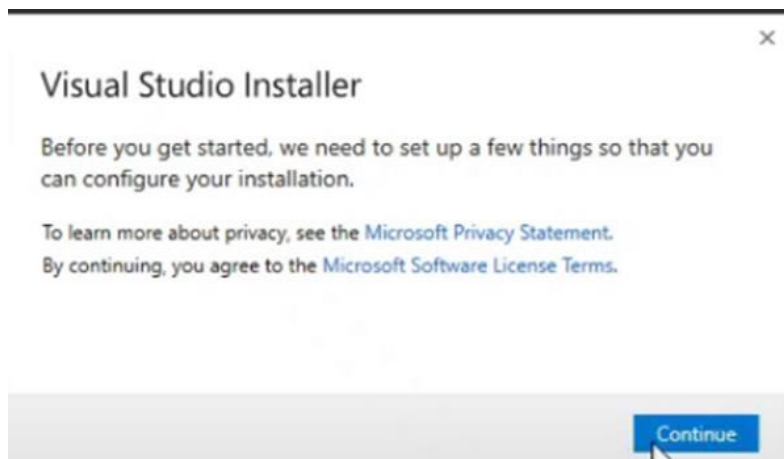 Visual Studio Installer
Before you get started, we need to set up a few things so that you
can configure your installation.
To learn more about privacy, see the Microsoft Privacy Statement.
By continuing, you agree to the Microsoft Software License Terms.
Continue